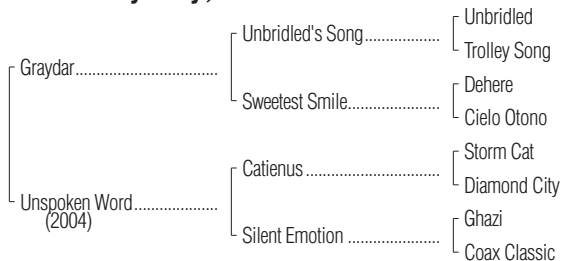 Unbridled
Unbridled's Song
Trolley Song
Graydar
Dehere
Sweetest Smile
Cielo Otono
Storm Cat
Catienus
Diamond City
Unspoken Word
(2004)
Ghazi
Silent Emotion
Coax Classic